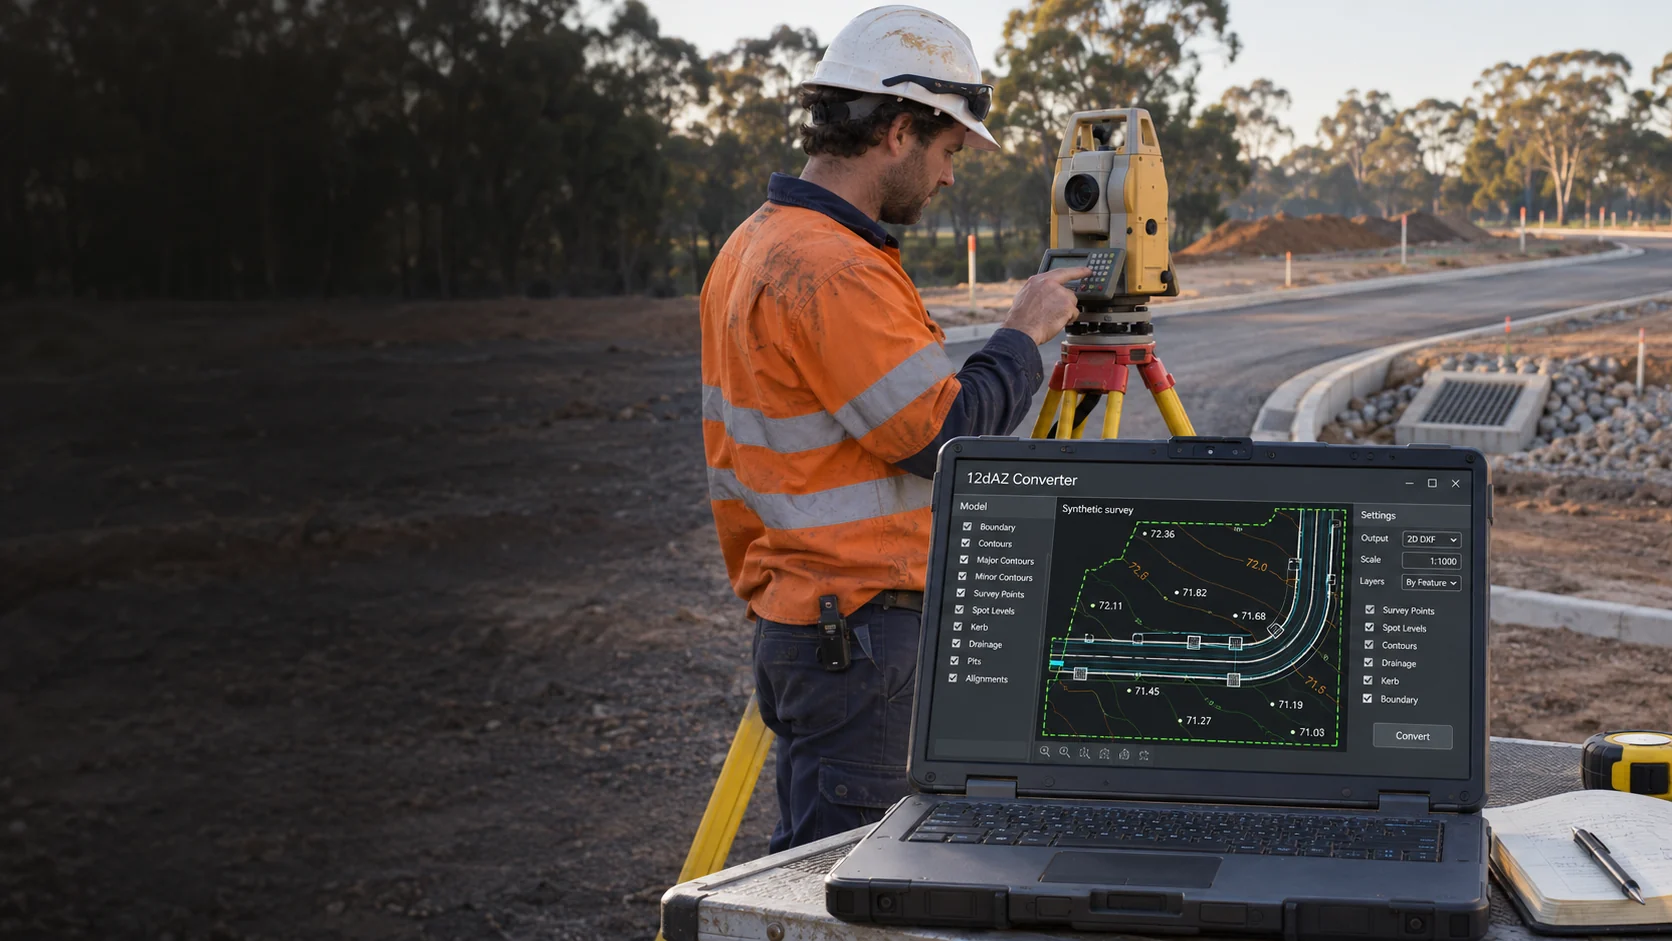 12dAZ Converter
Model
Boundary
Contours
Major Contours
Minor Contours
Survey Points
Spot Levels
Kerb
Drainage
Pits
Alignments
Synthetic survey
72.36
72.0
72.6
71.82
72.11
71.68
71.5
71.45
71.19
71.27
71.03
Settings
Output 2D DXF
Scale 1:1000
Layers By Feature
Survey Points
Spot Levels
Contours
Drainage
Kerb
Boundary
Convert